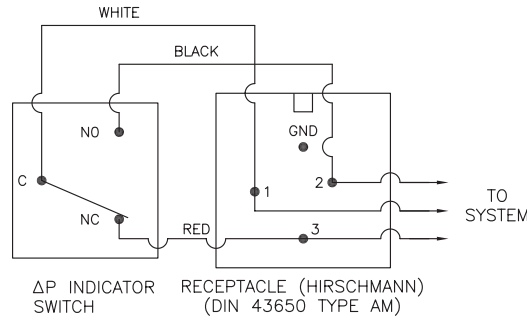 WHITE
BLACK
NO
GND
C
1
2
NC
RED
3
TO
SYSTEM
ΔP INDICATOR
SWITCH
RECEPTACLE (HIRSCHMANN)
(DIN 43650 TYPE AM)